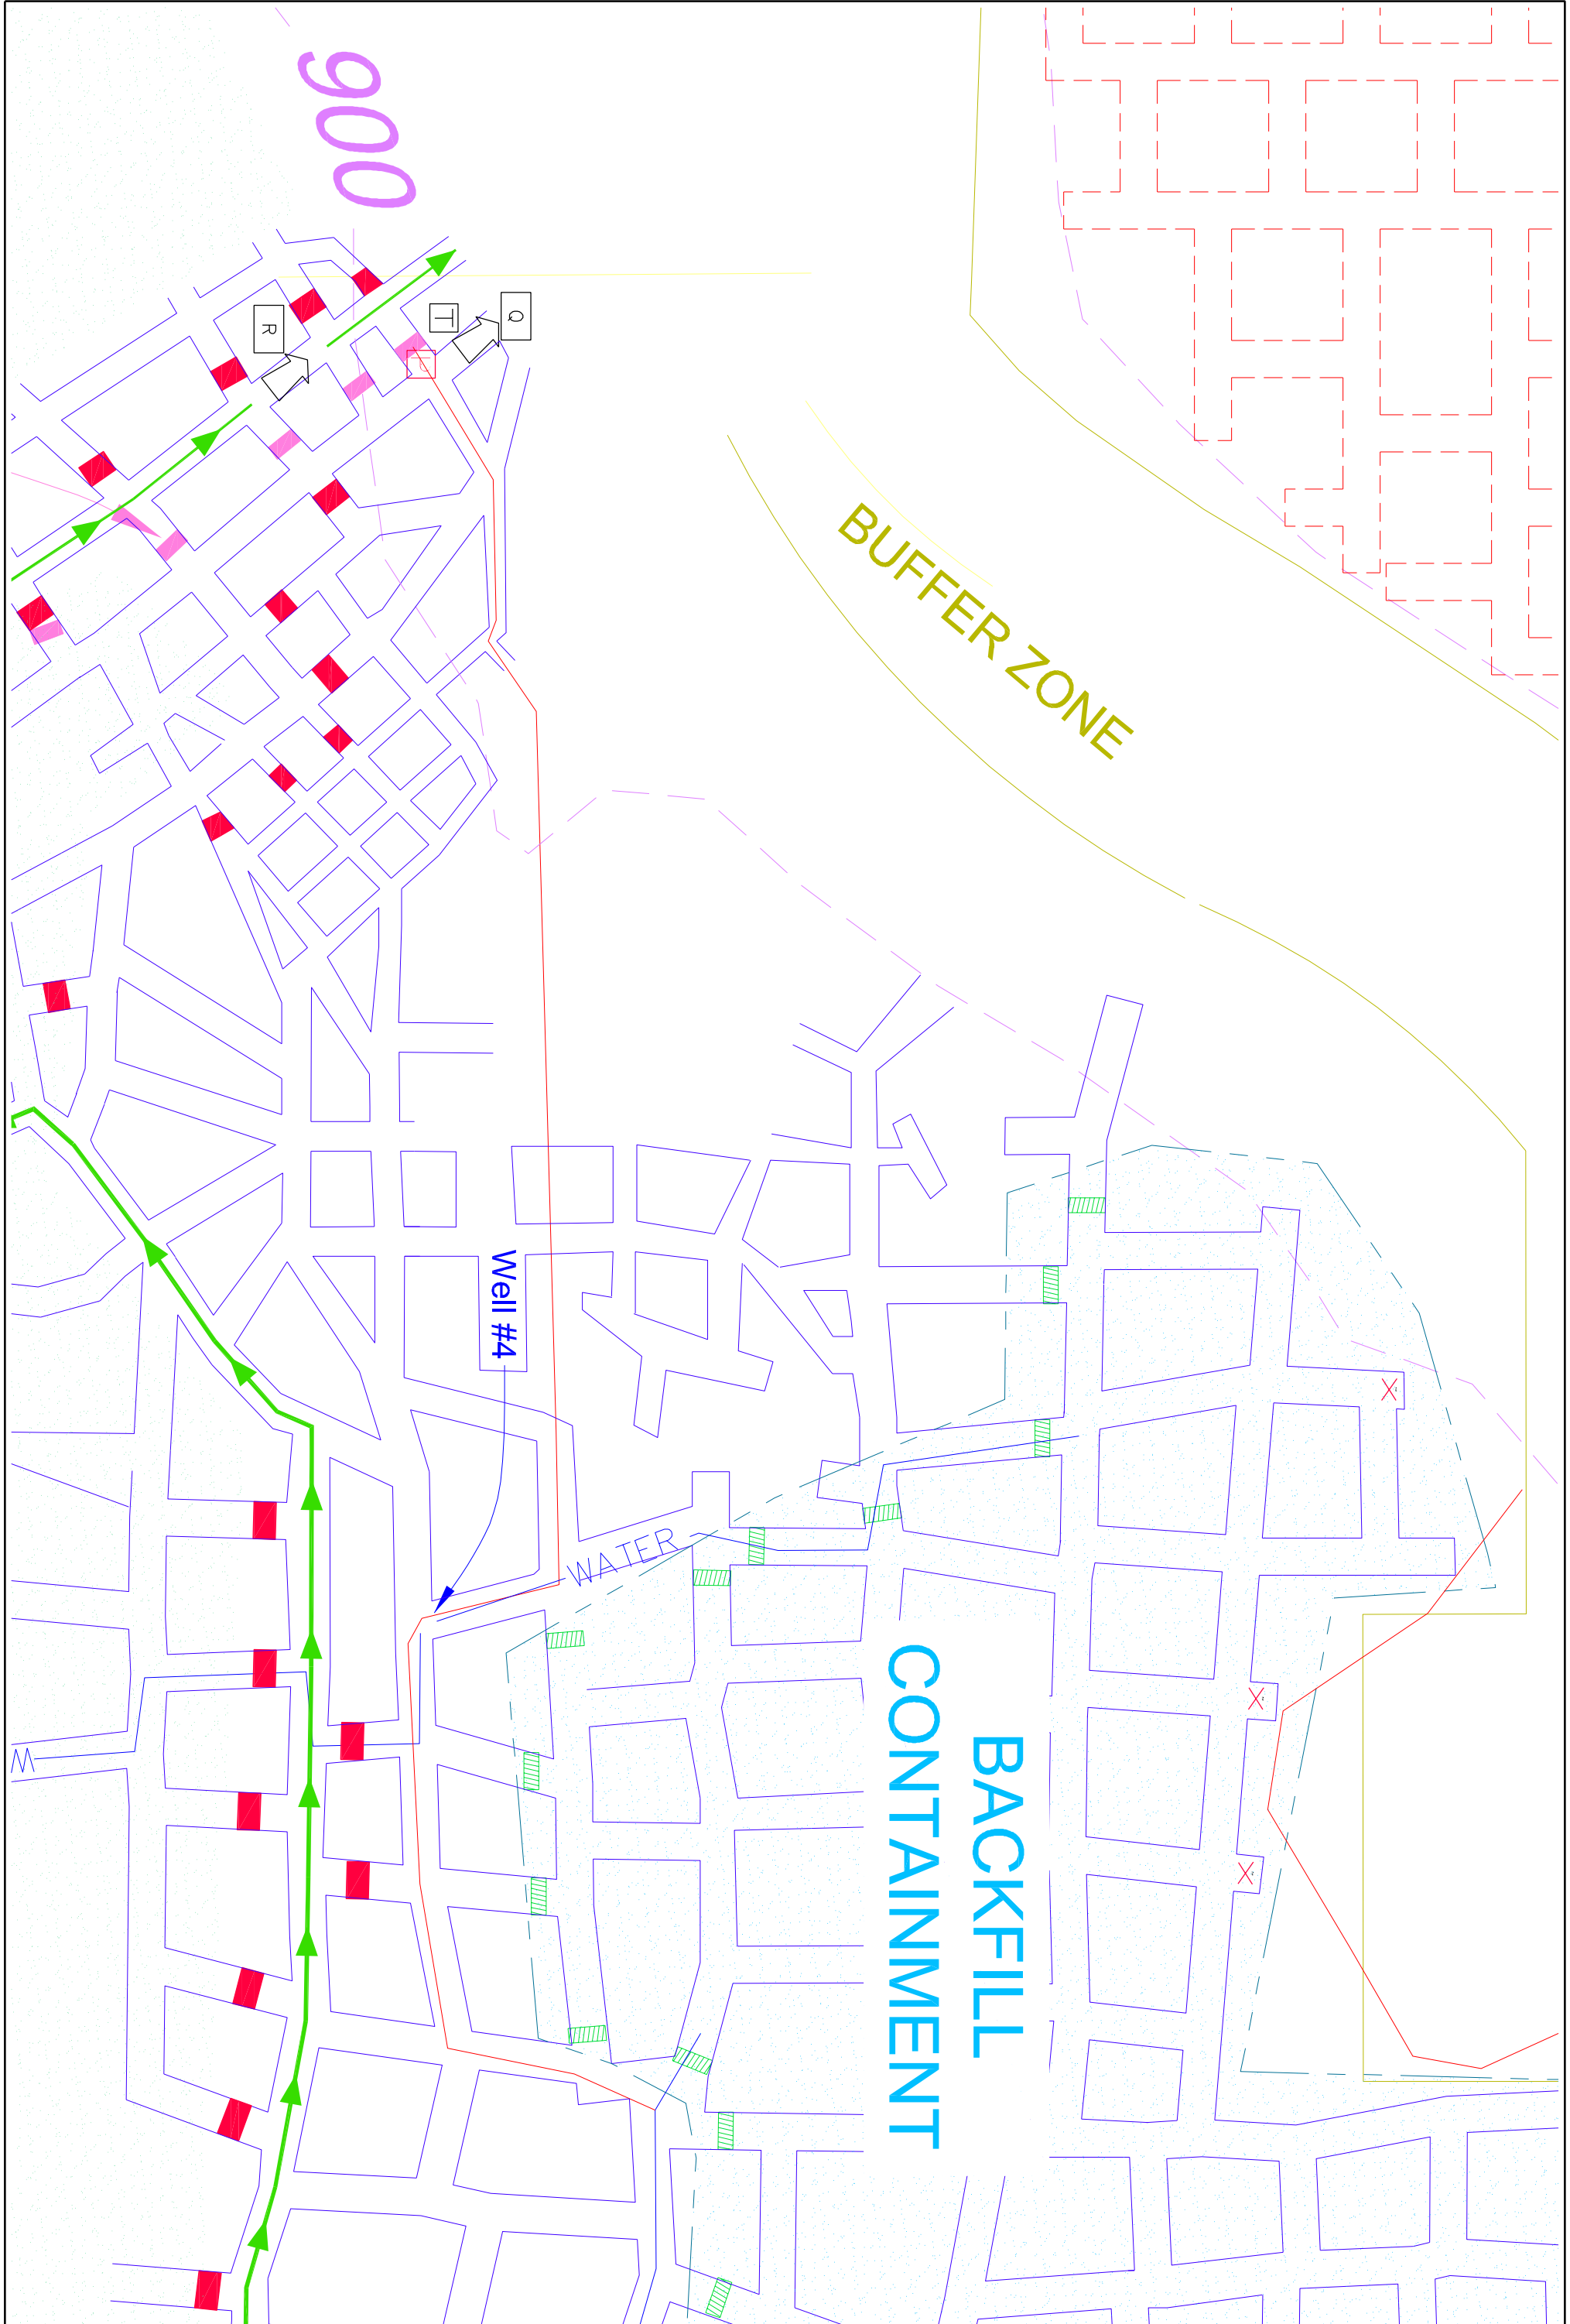 900
R
T
Q
BUFFER ZONE
Well #4
WATER
BACKFILL
CONTAINMENT
W